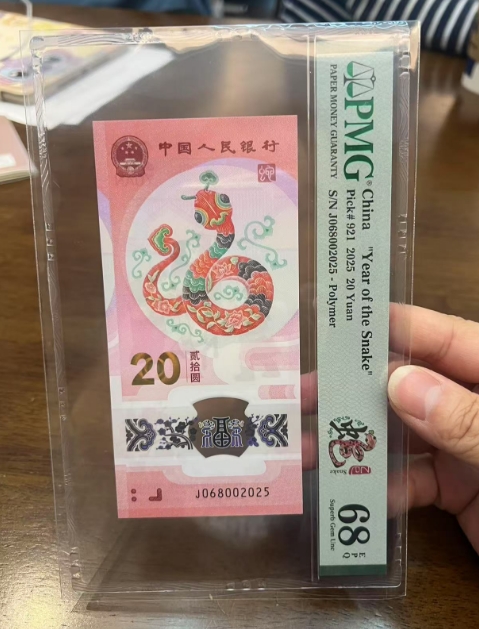 中国人民银行
20
贰拾圆
J068002025
PMG®
PAPER MONEY GUARANTY
China "Year of the Snake"
Pick# 921 2025 20 Yuan
S/N J068002025 - Polymer
Snake
68 EPQ
Superb Gem Unc